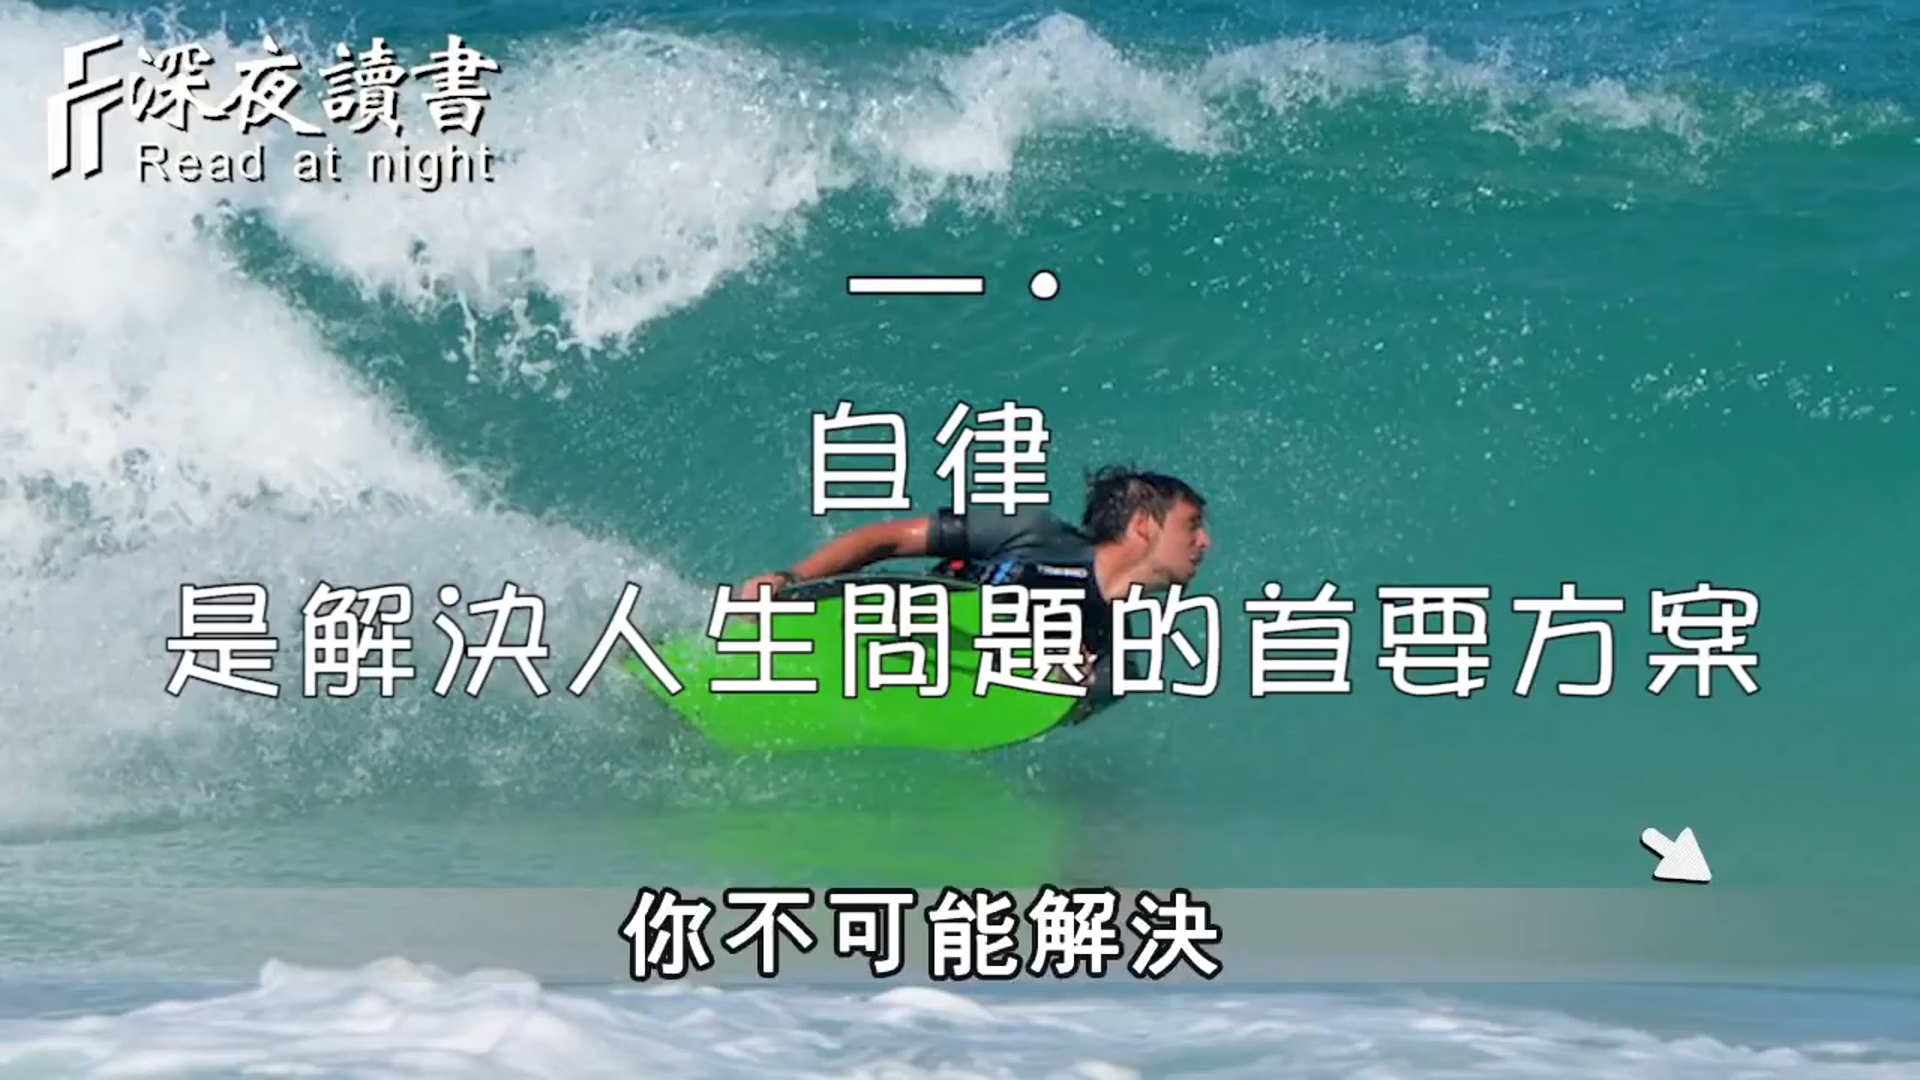 深夜讀書
Read at night
一·
自律
是解決人生問題的首要方案
你不可能解決